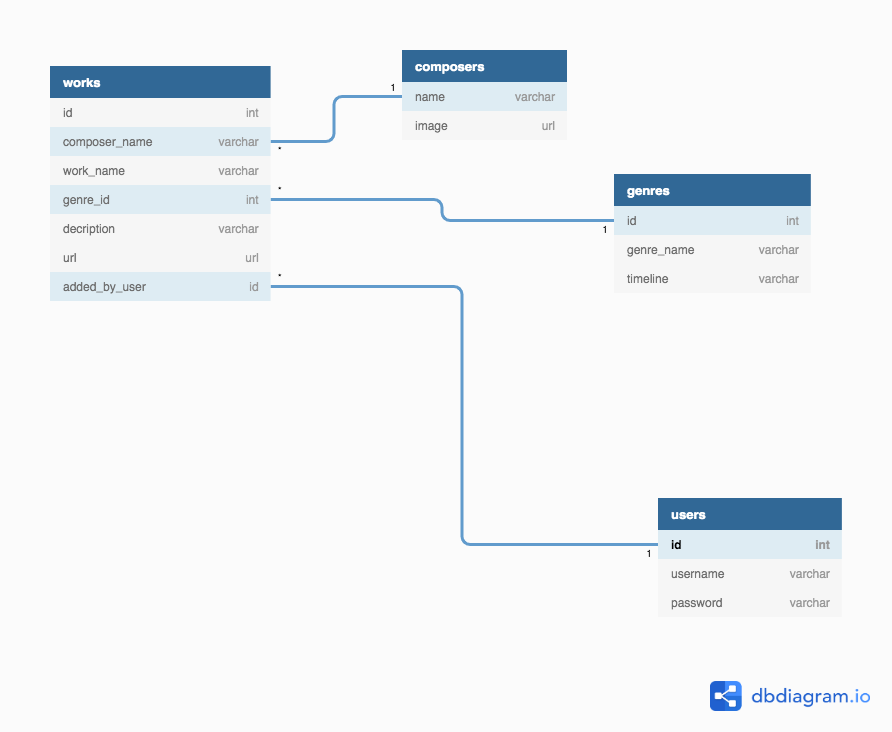 works
id int
composer_name varchar
work_name varchar
genre_id int
decription varchar
url url
added_by_user id
composers
name varchar
image url
genres
id int
genre_name varchar
timeline varchar
users
id int
username varchar
password varchar
1
*
*
1
*
1
dbdiagram.io